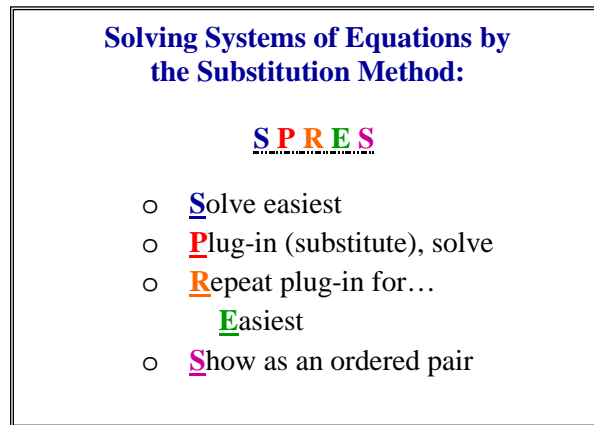 Solving Systems of Equations by
the Substitution Method:
S P R E S
o Solve easiest
o Plug-in (substitute), solve
o Repeat plug-in for…
Easiest
o Show as an ordered pair